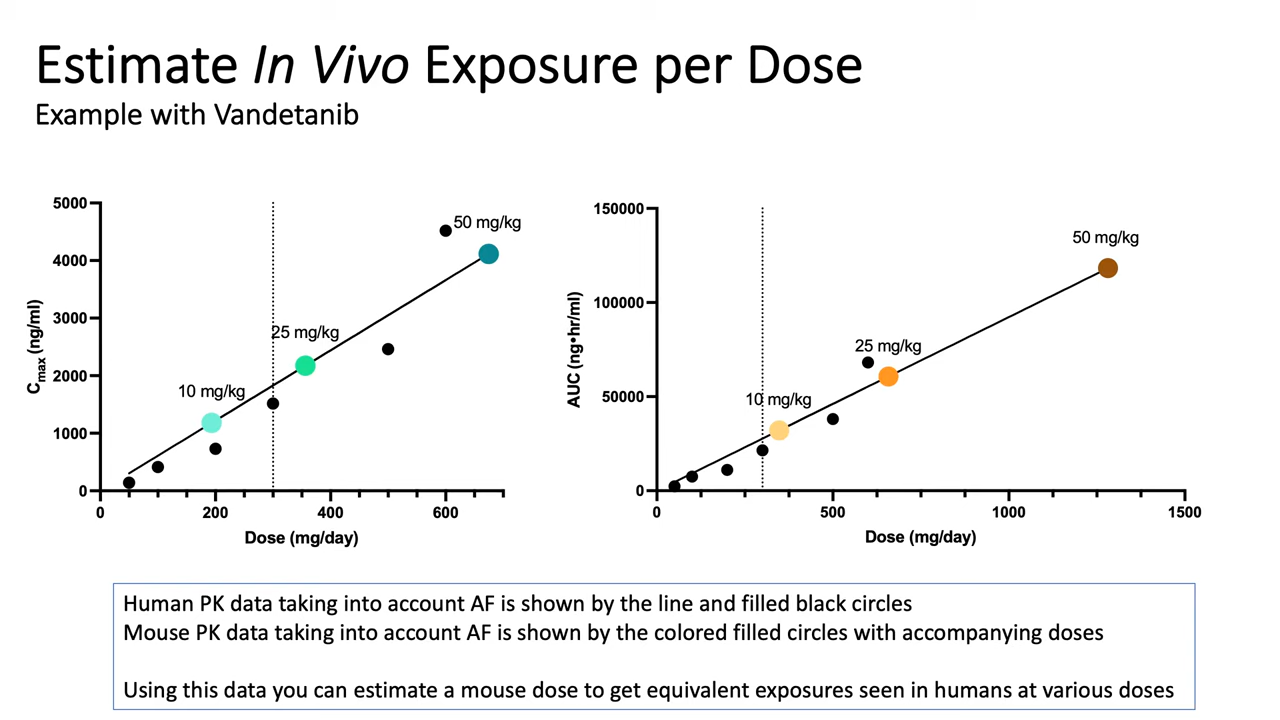 Estimate In Vivo Exposure per Dose
Example with Vandetanib
5000
4000
3000
2000
1000
0
Cmax (ng/ml)
0
200
400
600
Dose (mg/day)
10 mg/kg
25 mg/kg
50 mg/kg
150000
100000
50000
0
AUC (ng•hr/ml)
0
500
1000
1500
Dose (mg/day)
10 mg/kg
25 mg/kg
50 mg/kg
Human PK data taking into account AF is shown by the line and filled black circles
Mouse PK data taking into account AF is shown by the colored filled circles with accompanying doses
Using this data you can estimate a mouse dose to get equivalent exposures seen in humans at various doses